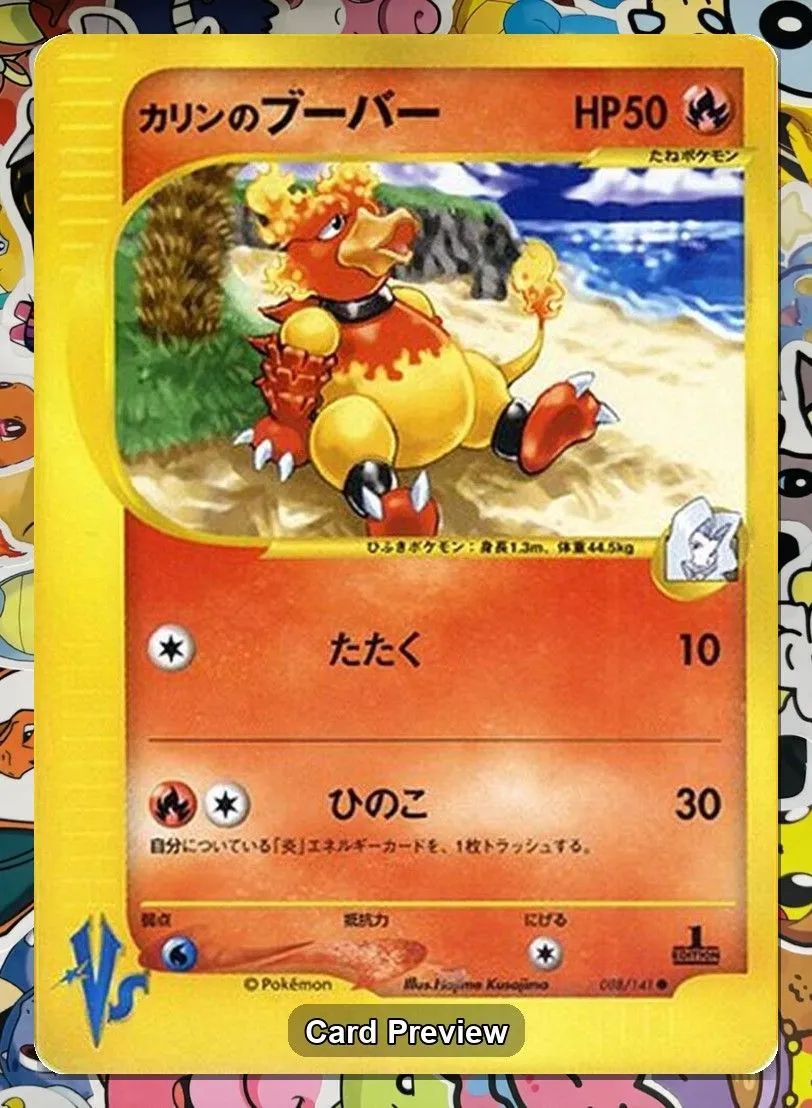 カリンのブーバー HP50
たねポケモン
ひふきポケモン：身長1.3m、体重44.5kg
たたく 10
ひのこ 30
自分についている「炎」エネルギーカードを、1枚トラッシュする。
弱点 抵抗力 にげる
1
EDITION
VS
©Pokémon Illus.Hajime Kusajima 008/141
Card Preview